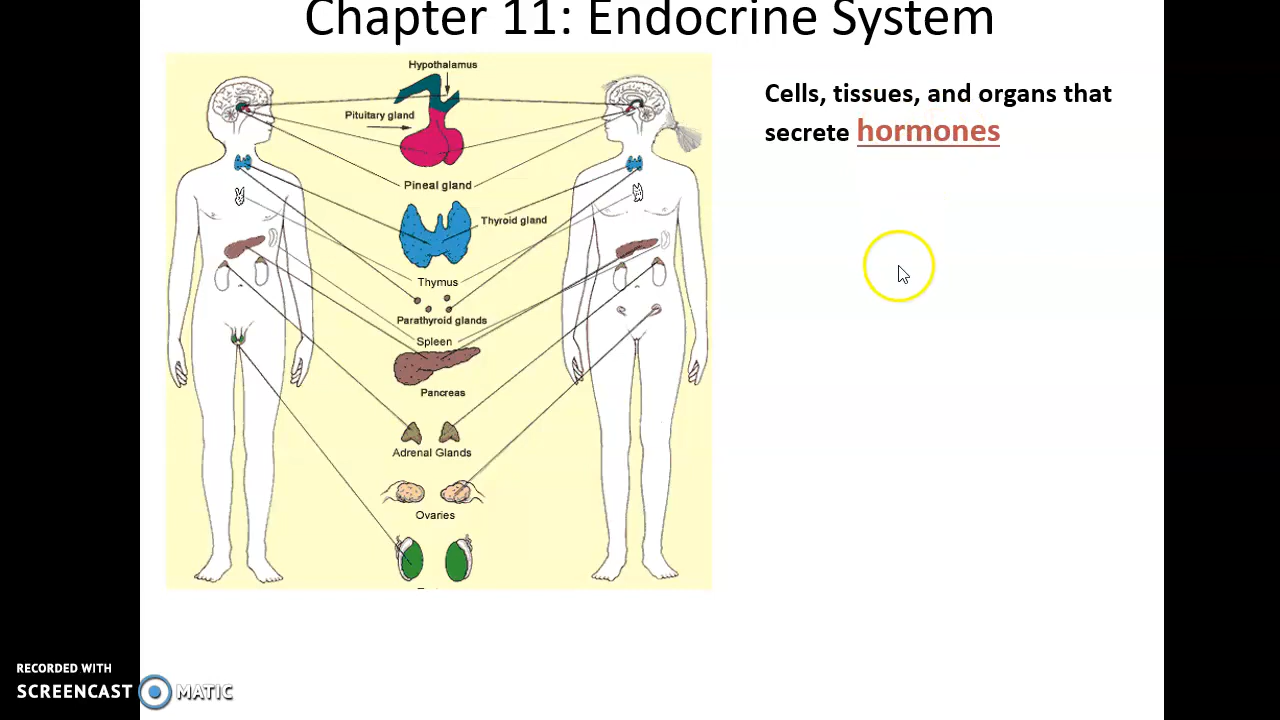 Chapter 11: Endocrine System
Hypothalamus
Pituitary gland
Pineal gland
Thyroid gland
Thymus
Parathyroid glands
Spleen
Pancreas
Adrenal Glands
Ovaries
Cells, tissues, and organs that
secrete hormones
RECORDED WITH
SCREENCAST MATIC